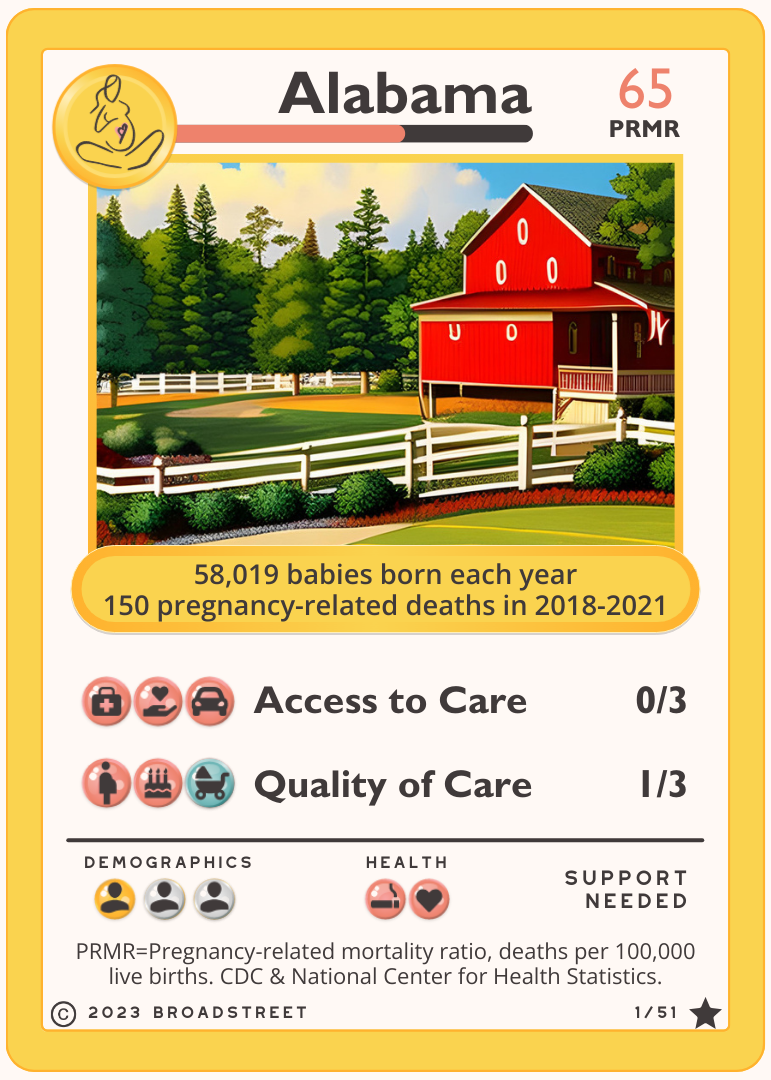 Alabama
65
PRMR
58,019 babies born each year
150 pregnancy-related deaths in 2018-2021
Access to Care 0/3
Quality of Care 1/3
DEMOGRAPHICS
HEALTH
SUPPORT
NEEDED
PRMR=Pregnancy-related mortality ratio, deaths per 100,000
live births. CDC & National Center for Health Statistics.
© 2023 BROADSTREET
1/51